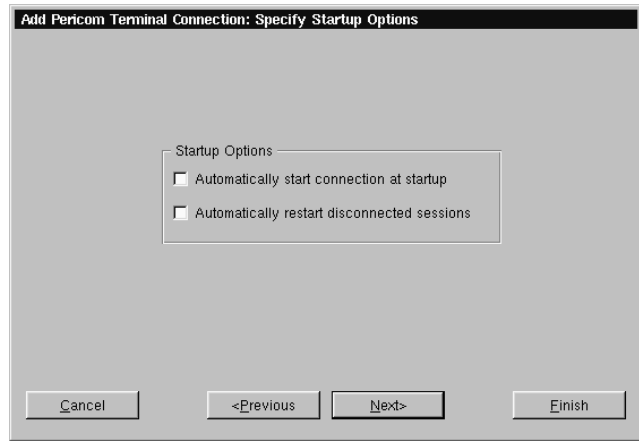 Add Pericom Terminal Connection: Specify Startup Options
Startup Options
Automatically start connection at startup
Automatically restart disconnected sessions
Cancel
<Previous
Next>
Finish